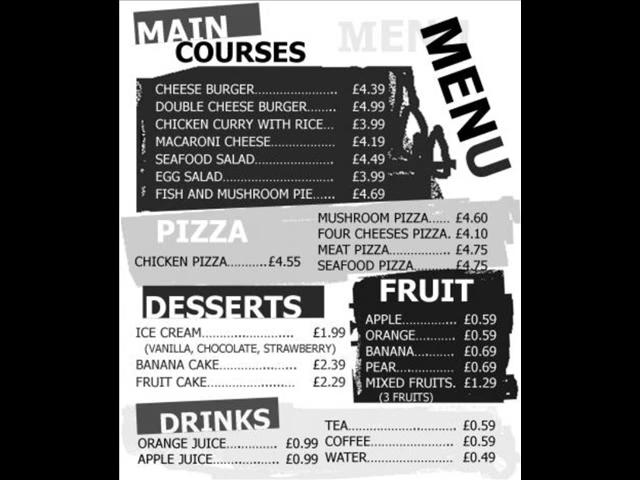 MENU
MENU
MAIN
COURSES
CHEESE BURGER..................... £4.39
DOUBLE CHEESE BURGER........ £4.99
CHICKEN CURRY WITH RICE... £3.99
MACARONI CHEESE................ £4.19
SEAFOOD SALAD.................... £4.49
EGG SALAD............................ £3.99
FISH AND MUSHROOM PIE...... £4.69
PIZZA
CHICKEN PIZZA...........£4.55
MUSHROOM PIZZA...... £4.60
FOUR CHEESES PIZZA. £4.10
MEAT PIZZA................. £4.75
SEAFOOD PIZZA........... £4.75
DESSERTS
ICE CREAM....................... £1.99
(VANILLA, CHOCOLATE, STRAWBERRY)
BANANA CAKE................... £2.39
FRUIT CAKE...................... £2.29
FRUIT
APPLE.............. £0.59
ORANGE........... £0.59
BANANA........... £0.69
PEAR................ £0.69
MIXED FRUITS. £1.29
(3 FRUITS)
DRINKS
ORANGE JUICE............. £0.99
APPLE JUICE................. £0.99
TEA........................... £0.59
COFFEE...................... £0.59
WATER...................... £0.49